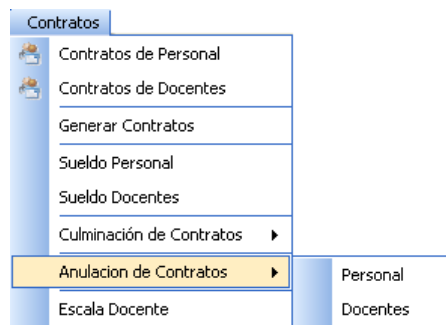 Contratos
Contratos de Personal
Contratos de Docentes
Generar Contratos
Sueldo Personal
Sueldo Docentes
Culminación de Contratos
Anulacion de Contratos
Personal
Escala Docente
Docentes